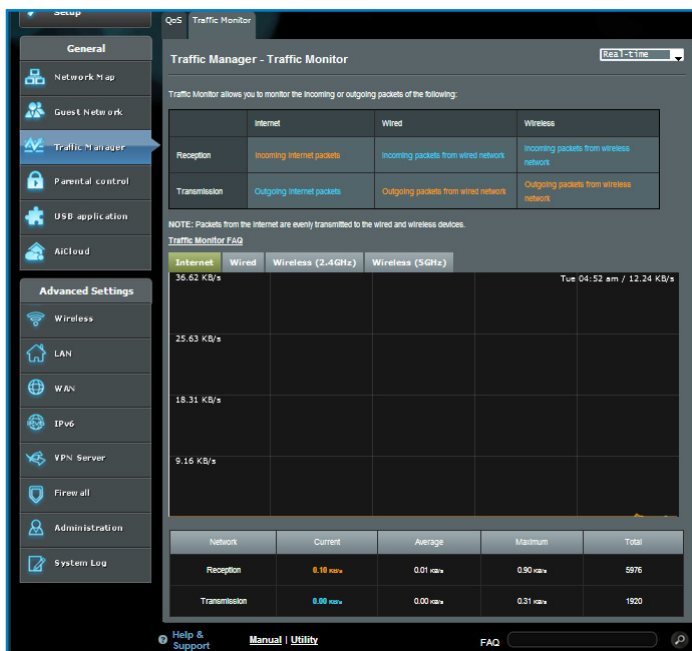 Setup
QoS Traffic Monitor
General
Network Map
Guest Network
Traffic Manager
Parental control
USB application
AiCloud
Advanced Settings
Wireless
LAN
WAN
IPv6
VPN Server
Firewall
Administration
System Log
Traffic Manager - Traffic Monitor
Real-time
Traffic Monitor allows you to monitor the incoming or outgoing packets of the following:
Internet Wired Wireless
Reception Incoming Internet packets Incoming packets from wired network Incoming packets from wireless
network
Transmission Outgoing Internet packets Outgoing packets from wired network Outgoing packets from wireless
network
NOTE: Packets from the Internet are evenly transmitted to the wired and wireless devices.
Traffic Monitor FAQ
Internet Wired Wireless (2.4GHz) Wireless (5GHz)
36.62 KB/s Tue 04:52 am / 12.24 KB/s
25.63 KB/s
18.31 KB/s
9.16 KB/s
Network Current Average Maximum Total
Reception 0.10 KB/s 0.01 KB/s 0.90 KB/s 5976
Transmission 0.00 KB/s 0.00 KB/s 0.31 KB/s 1920
Help &
Support
Manual | Utility
FAQ